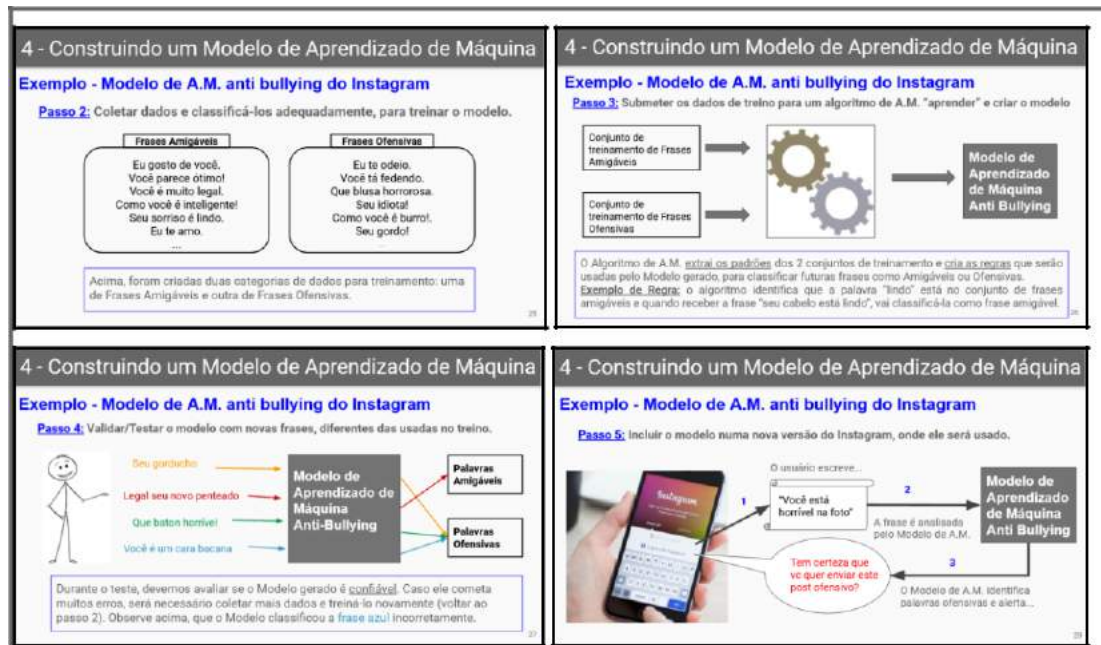 4 - Construindo um Modelo de Aprendizado de Máquina
Exemplo - Modelo de A.M. anti bullying do Instagram
Passo 2: Coletar dados e classificá-los adequadamente, para treinar o modelo.
Frases Amigáveis
Eu gosto de você.
Você parece ótimo!
Você é muito legal.
Como você é inteligente!
Seu sorriso é lindo.
Eu te amo.
...
Frases Ofensivas
Eu te odeio.
Você tá fedendo.
Que blusa horrorosa.
Seu idiota!
Como você é burro!.
Seu gordo!
...
Acima, foram criadas duas categorias de dados para treinamento: uma
de Frases Amigáveis e outra de Frases Ofensivas.
4 - Construindo um Modelo de Aprendizado de Máquina
Exemplo - Modelo de A.M. anti bullying do Instagram
Passo 3: Submeter os dados de treino para um algoritmo de A.M. "aprender" e criar o modelo
Conjunto de
treinamento de Frases
Amigáveis
Conjunto de
treinamento de Frases
Ofensivas
Modelo de
Aprendizado
de Máquina
Anti Bullying
O Algoritmo de A.M. extrai os padrões dos 2 conjuntos de treinamento e cria as regras que serão
usadas pelo Modelo gerado, para classificar futuras frases como Amigáveis ou Ofensivas.
Exemplo de Regra: o algoritmo identifica que a palavra "lindo" está no conjunto de frases
amigáveis e quando receber a frase "seu cabelo está lindo", vai classificá-la como frase amigável.
4 - Construindo um Modelo de Aprendizado de Máquina
Exemplo - Modelo de A.M. anti bullying do Instagram
Passo 4: Validar/Testar o modelo com novas frases, diferentes das usadas no treino.
Seu gorducho
Legal seu novo penteado
Que baton horrível
Você é um cara bacana
Modelo de
Aprendizado de
Máquina
Anti-Bullying
Palavras
Amigáveis
Palavras
Ofensivas
Durante o teste, devemos avaliar se o Modelo gerado é confiável. Caso ele cometa
muitos erros, será necessário coletar mais dados e treiná-lo novamente (voltar ao
passo 2). Observe acima, que o Modelo classificou a frase azul incorretamente.
27
4 - Construindo um Modelo de Aprendizado de Máquina
Exemplo - Modelo de A.M. anti bullying do Instagram
Passo 5: Incluir o modelo numa nova versão do Instagram, onde ele será usado.
Instagram
O usuário escreve...
1
"Você está
horrível na foto"
2
A frase é analisada
pelo Modelo de A.M.
Modelo de
Aprendizado
de Máquina
Anti Bullying
Tem certeza que
vc quer enviar este
post ofensivo?
3
O Modelo de A.M. identifica
palavras ofensivas e alerta...